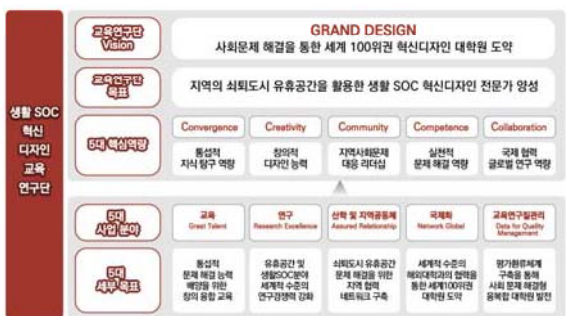 생활 SOC
혁신
디자인
교육
연구단
교육연구단
Vision
GRAND DESIGN
사회문제 해결을 통한 세계 100위권 혁신디자인 대학원 도약
교육연구단
목표
지역의 쇠퇴도시 유휴공간을 활용한 생활 SOC 혁신디자인 전문가 양성
5대 핵심역량
Convergence
Creativity
Community
Competence
Collaboration
통섭적
지식 탐구 역량
창의적
디자인 능력
지역사회문제
대응 리더십
실천적
문제 해결 역량
국제 협력
글로벌 연구 역량
5대
사업 분야
교육
Great Talent
연구
Research Excellence
산학 및 지역공동체
Assured Relationship
국제화
Network Global
교육연구질관리
Data for Quality
Management
5대
세부 목표
통섭적
문제 해결 능력
배양을 위한
창의 융합 교육
유휴공간 및
생활SOC분야
세계적 수준의
연구경쟁력 강화
쇠퇴도시 유휴공간
문제 해결을 위한
지역 협력
네트워크 구축
세계적 수준의
해외대학과의 협력을
통한 세계100위권
대학원 도약
평가환류체계
구축을 통해
사회 문제 해결형
융복합 대학원 발전